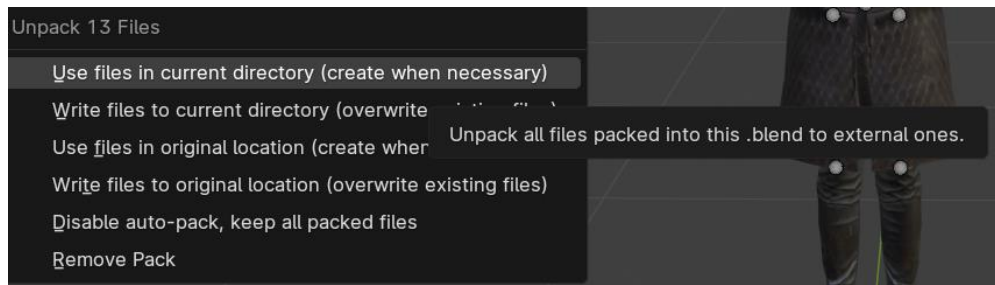 Unpack 13 Files
Use files in current directory (create when necessary)
Write files to current directory (overwrite
Unpack all files packed into this .blend to external ones.
Use files in original location (create when
Write files to original location (overwrite existing files)
Disable auto-pack, keep all packed files
Remove Pack